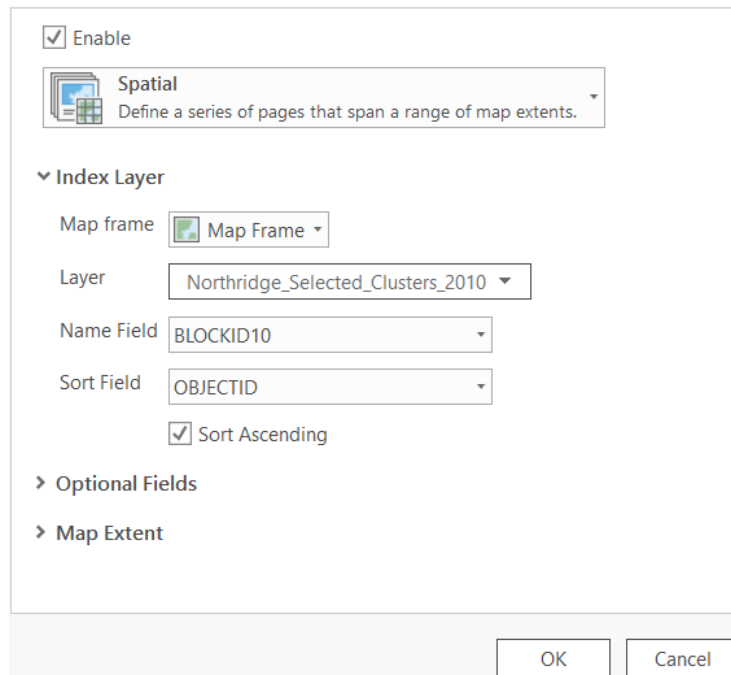 Enable
Spatial
Define a series of pages that span a range of map extents.
Index Layer
Map frame Map Frame
Layer Northridge_Selected_Clusters_2010
Name Field BLOCKID10
Sort Field OBJECTID
Sort Ascending
Optional Fields
Map Extent
OK Cancel